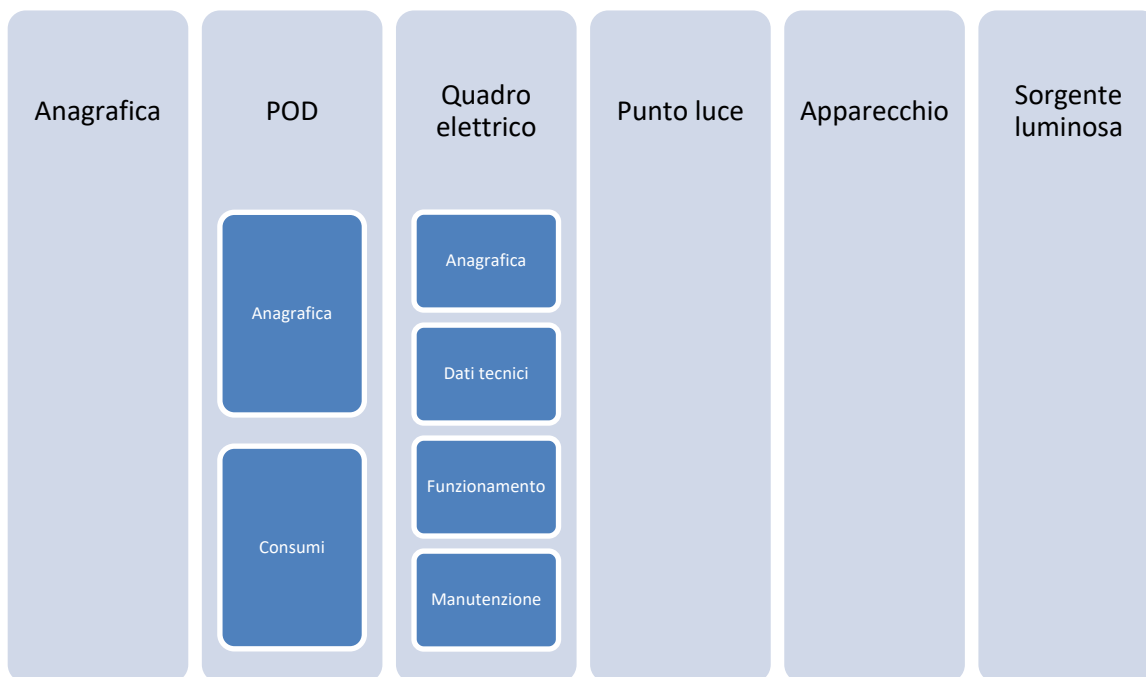 Anagrafica
POD
Quadro
elettrico
Punto luce
Apparecchio
Sorgente
luminosa
Anagrafica
Consumi
Anagrafica
Dati tecnici
Funzionamento
Manutenzione